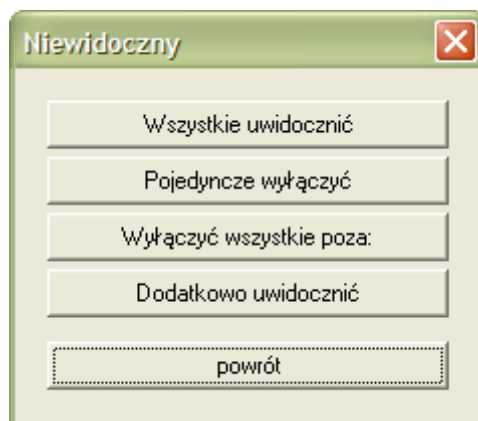 Niewidoczny
Wszystkie uwidocznić
Pojedyncze wyłączyć
Wyłączyć wszystkie poza:
Dodatkowo uwidocznić
powrót